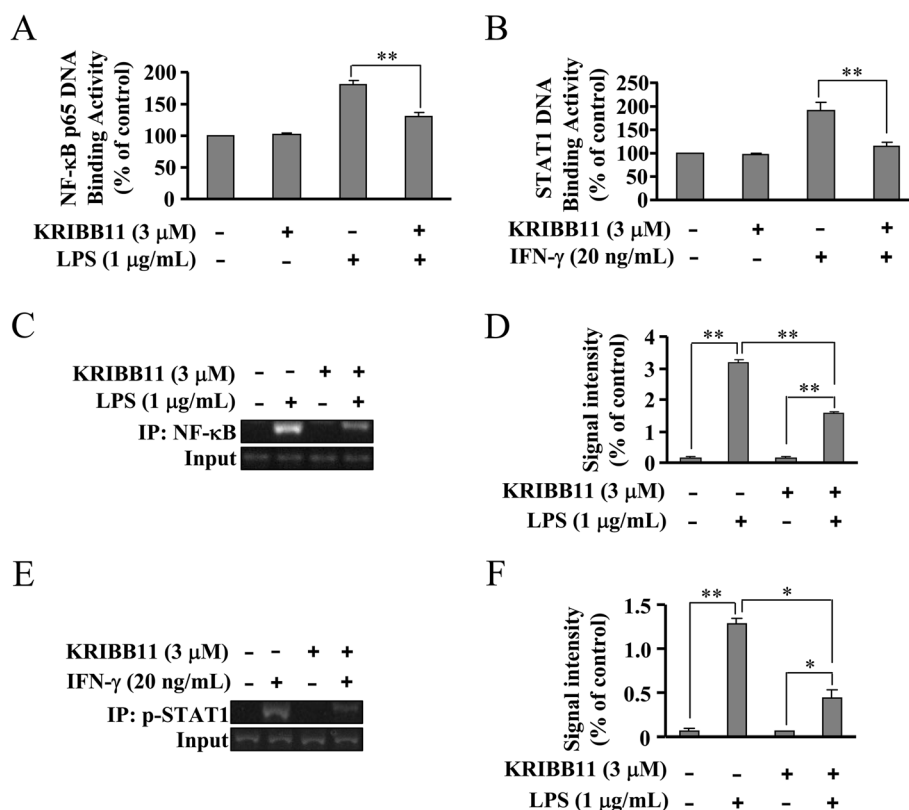 A
NF-κB p65 DNA
Binding Activity
(% of control)
200
150
100
50
0
**
KRIBB11 (3 μM) - + - +
LPS (1 μg/mL) - - + +
B
STAT1 DNA
Binding Activity
(% of control)
250
200
150
100
50
0
**
KRIBB11 (3 μM) - + - +
IFN-γ (20 ng/mL) - - + +
C
KRIBB11 (3 μM) - - + +
LPS (1 μg/mL) - + - +
IP: NF-κB
Input
D
Signal intensity
(% of control)
4
3
2
1
0
** **
**
KRIBB11 (3 μM) - - + +
LPS (1 μg/mL) - + - +
E
KRIBB11 (3 μM) - - + +
IFN-γ (20 ng/mL) - + - +
IP: p-STAT1
Input
F
Signal intensity
(% of control)
1.5
1.0
0.5
0
** *
*
KRIBB11 (3 μM) - - + +
LPS (1 μg/mL) - + - +